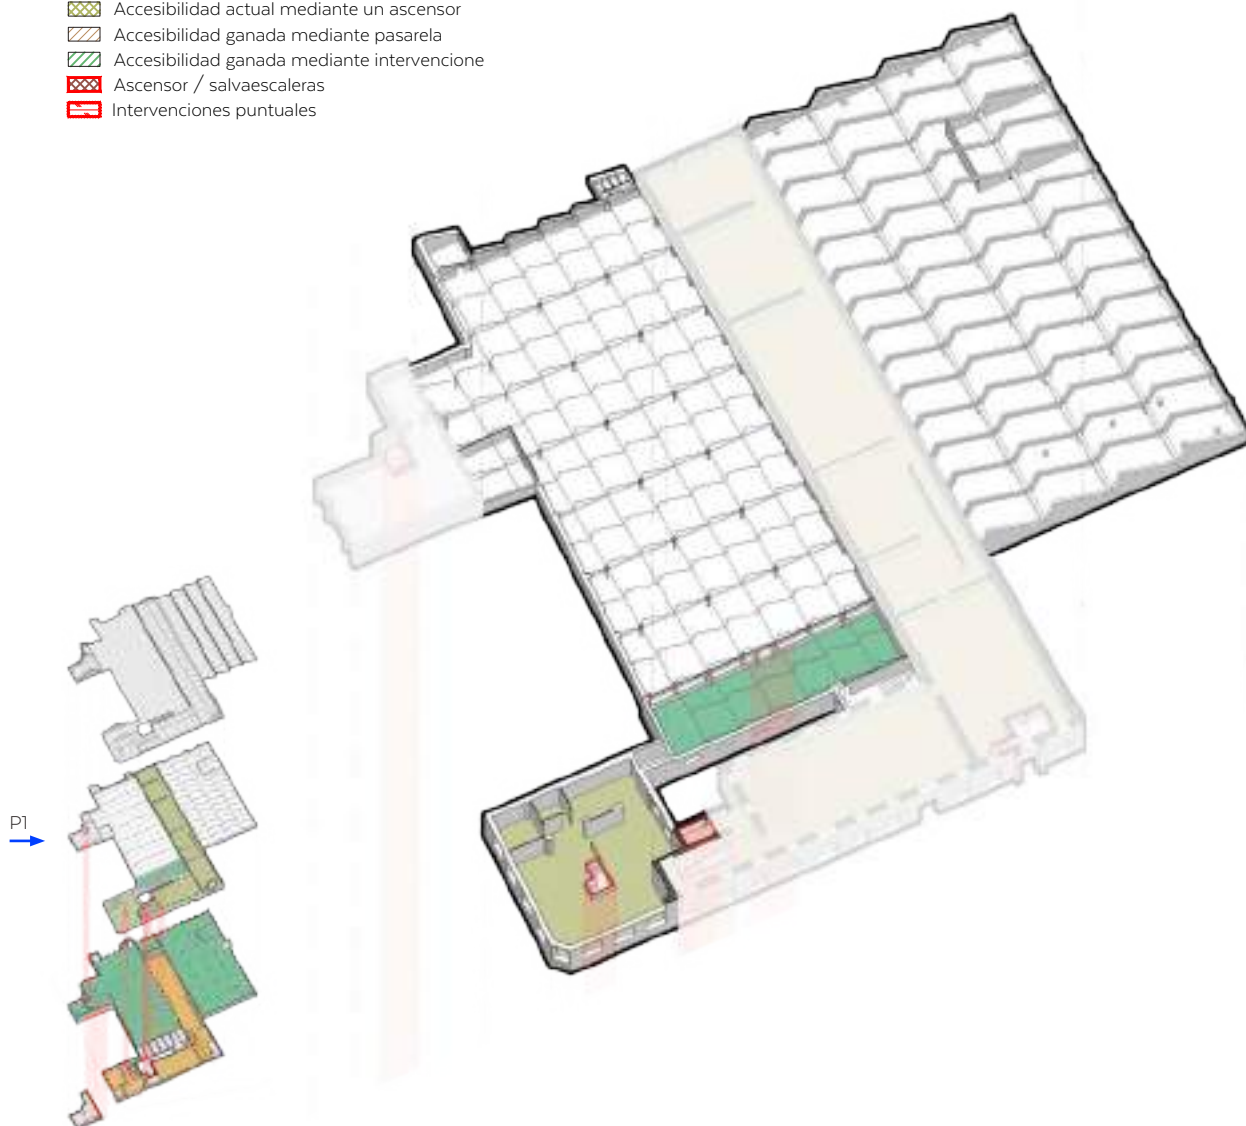 Accesibilidad actual mediante un ascensor
Accesibilidad ganada mediante pasarela
Accesibilidad ganada mediante intervencione
Ascensor / salvaescaleras
Intervenciones puntuales
P1